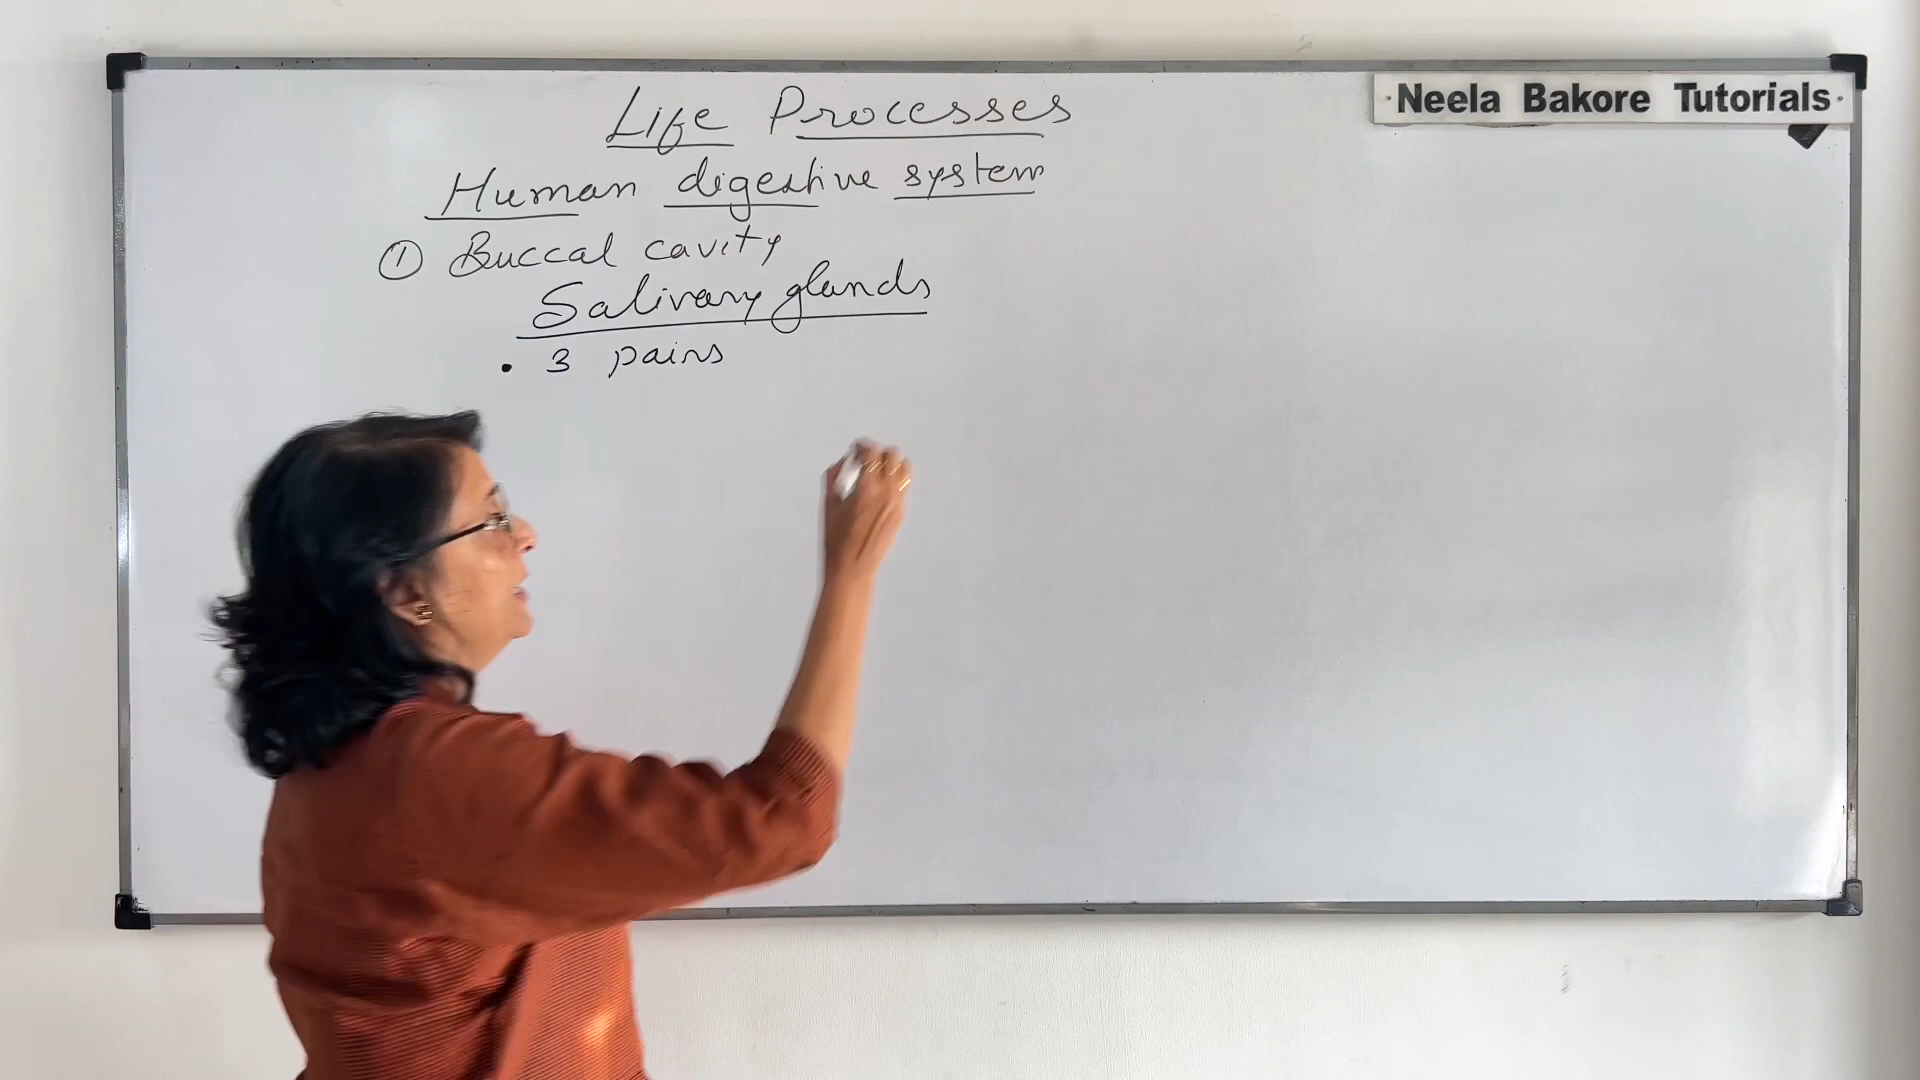 Neela Bakore Tutorials
Life Processes
Human digestive system
① Buccal cavity
Salivary glands
• 3 pairs